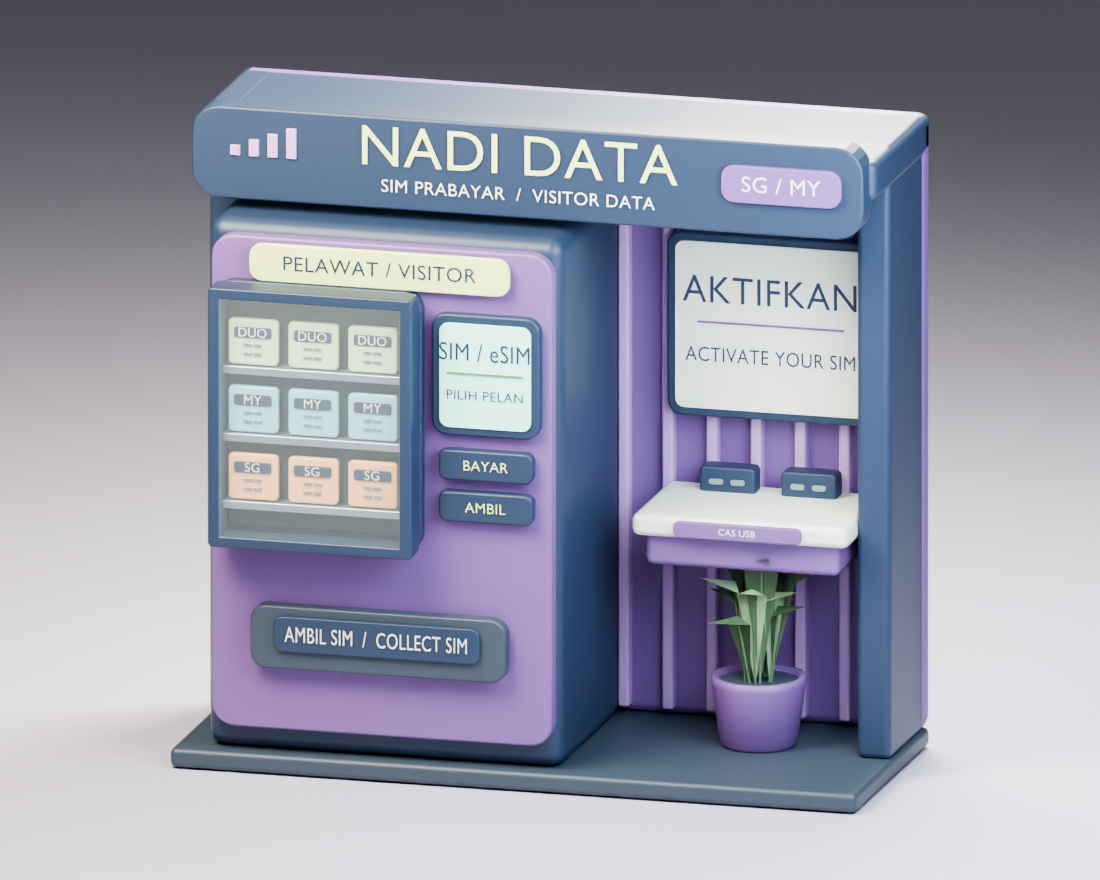 NADI DATA
SIM PRABAYAR / VISITOR DATA
SG / MY
PELAWAT / VISITOR
DUO DUO DUO
MY MY MY
SG SG SG
SIM / eSIM
PILIH PELAN
BAYAR
AMBIL
AMBIL SIM / COLLECT SIM
AKTIFKAN
ACTIVATE YOUR SIM
CAS USB